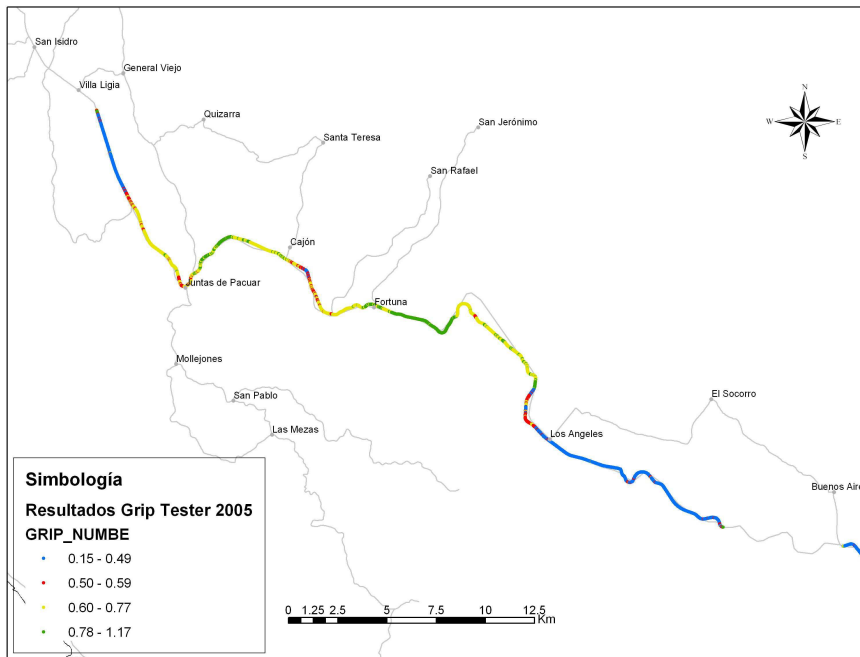 San Isidro
General Viejo
Villa Ligia
Quizarra
San Jerónimo
Santa Teresa
San Rafael
N
W
E
S
Cajón
Juntas de Pacuar
Fortuna
Mollejones
San Pablo
El Socorro
Las Mezas
Los Angeles
Buenos Aire
Simbología
Resultados Grip Tester 2005
GRIP_NUMBE
0.15 - 0.49
0.50 - 0.59
0.60 - 0.77
0.78 - 1.17
0 1.25 2.5 5 7.5 10 12.5
Km